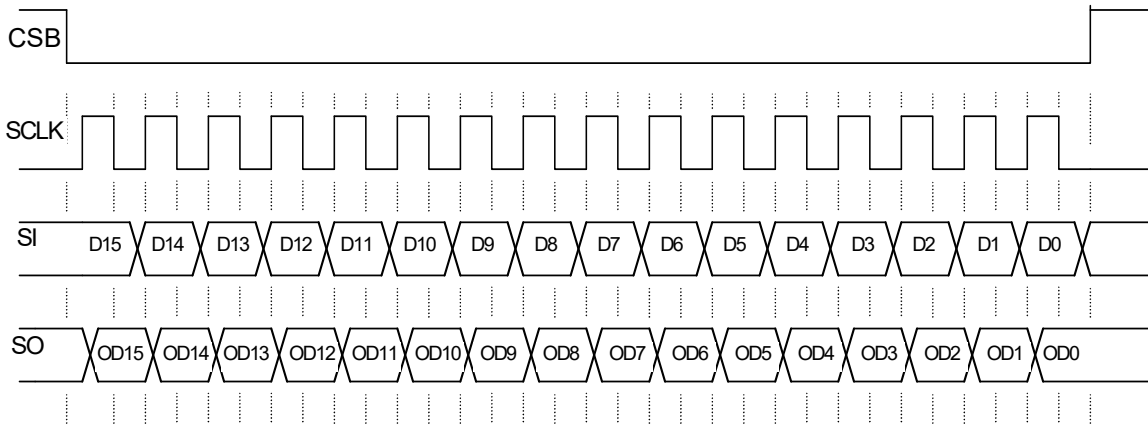 CSB
SCLK
SI D15 D14 D13 D12 D11 D10 D9 D8 D7 D6 D5 D4 D3 D2 D1 D0
SO OD15 OD14 OD13 OD12 OD11 OD10 OD9 OD8 OD7 OD6 OD5 OD4 OD3 OD2 OD1 OD0